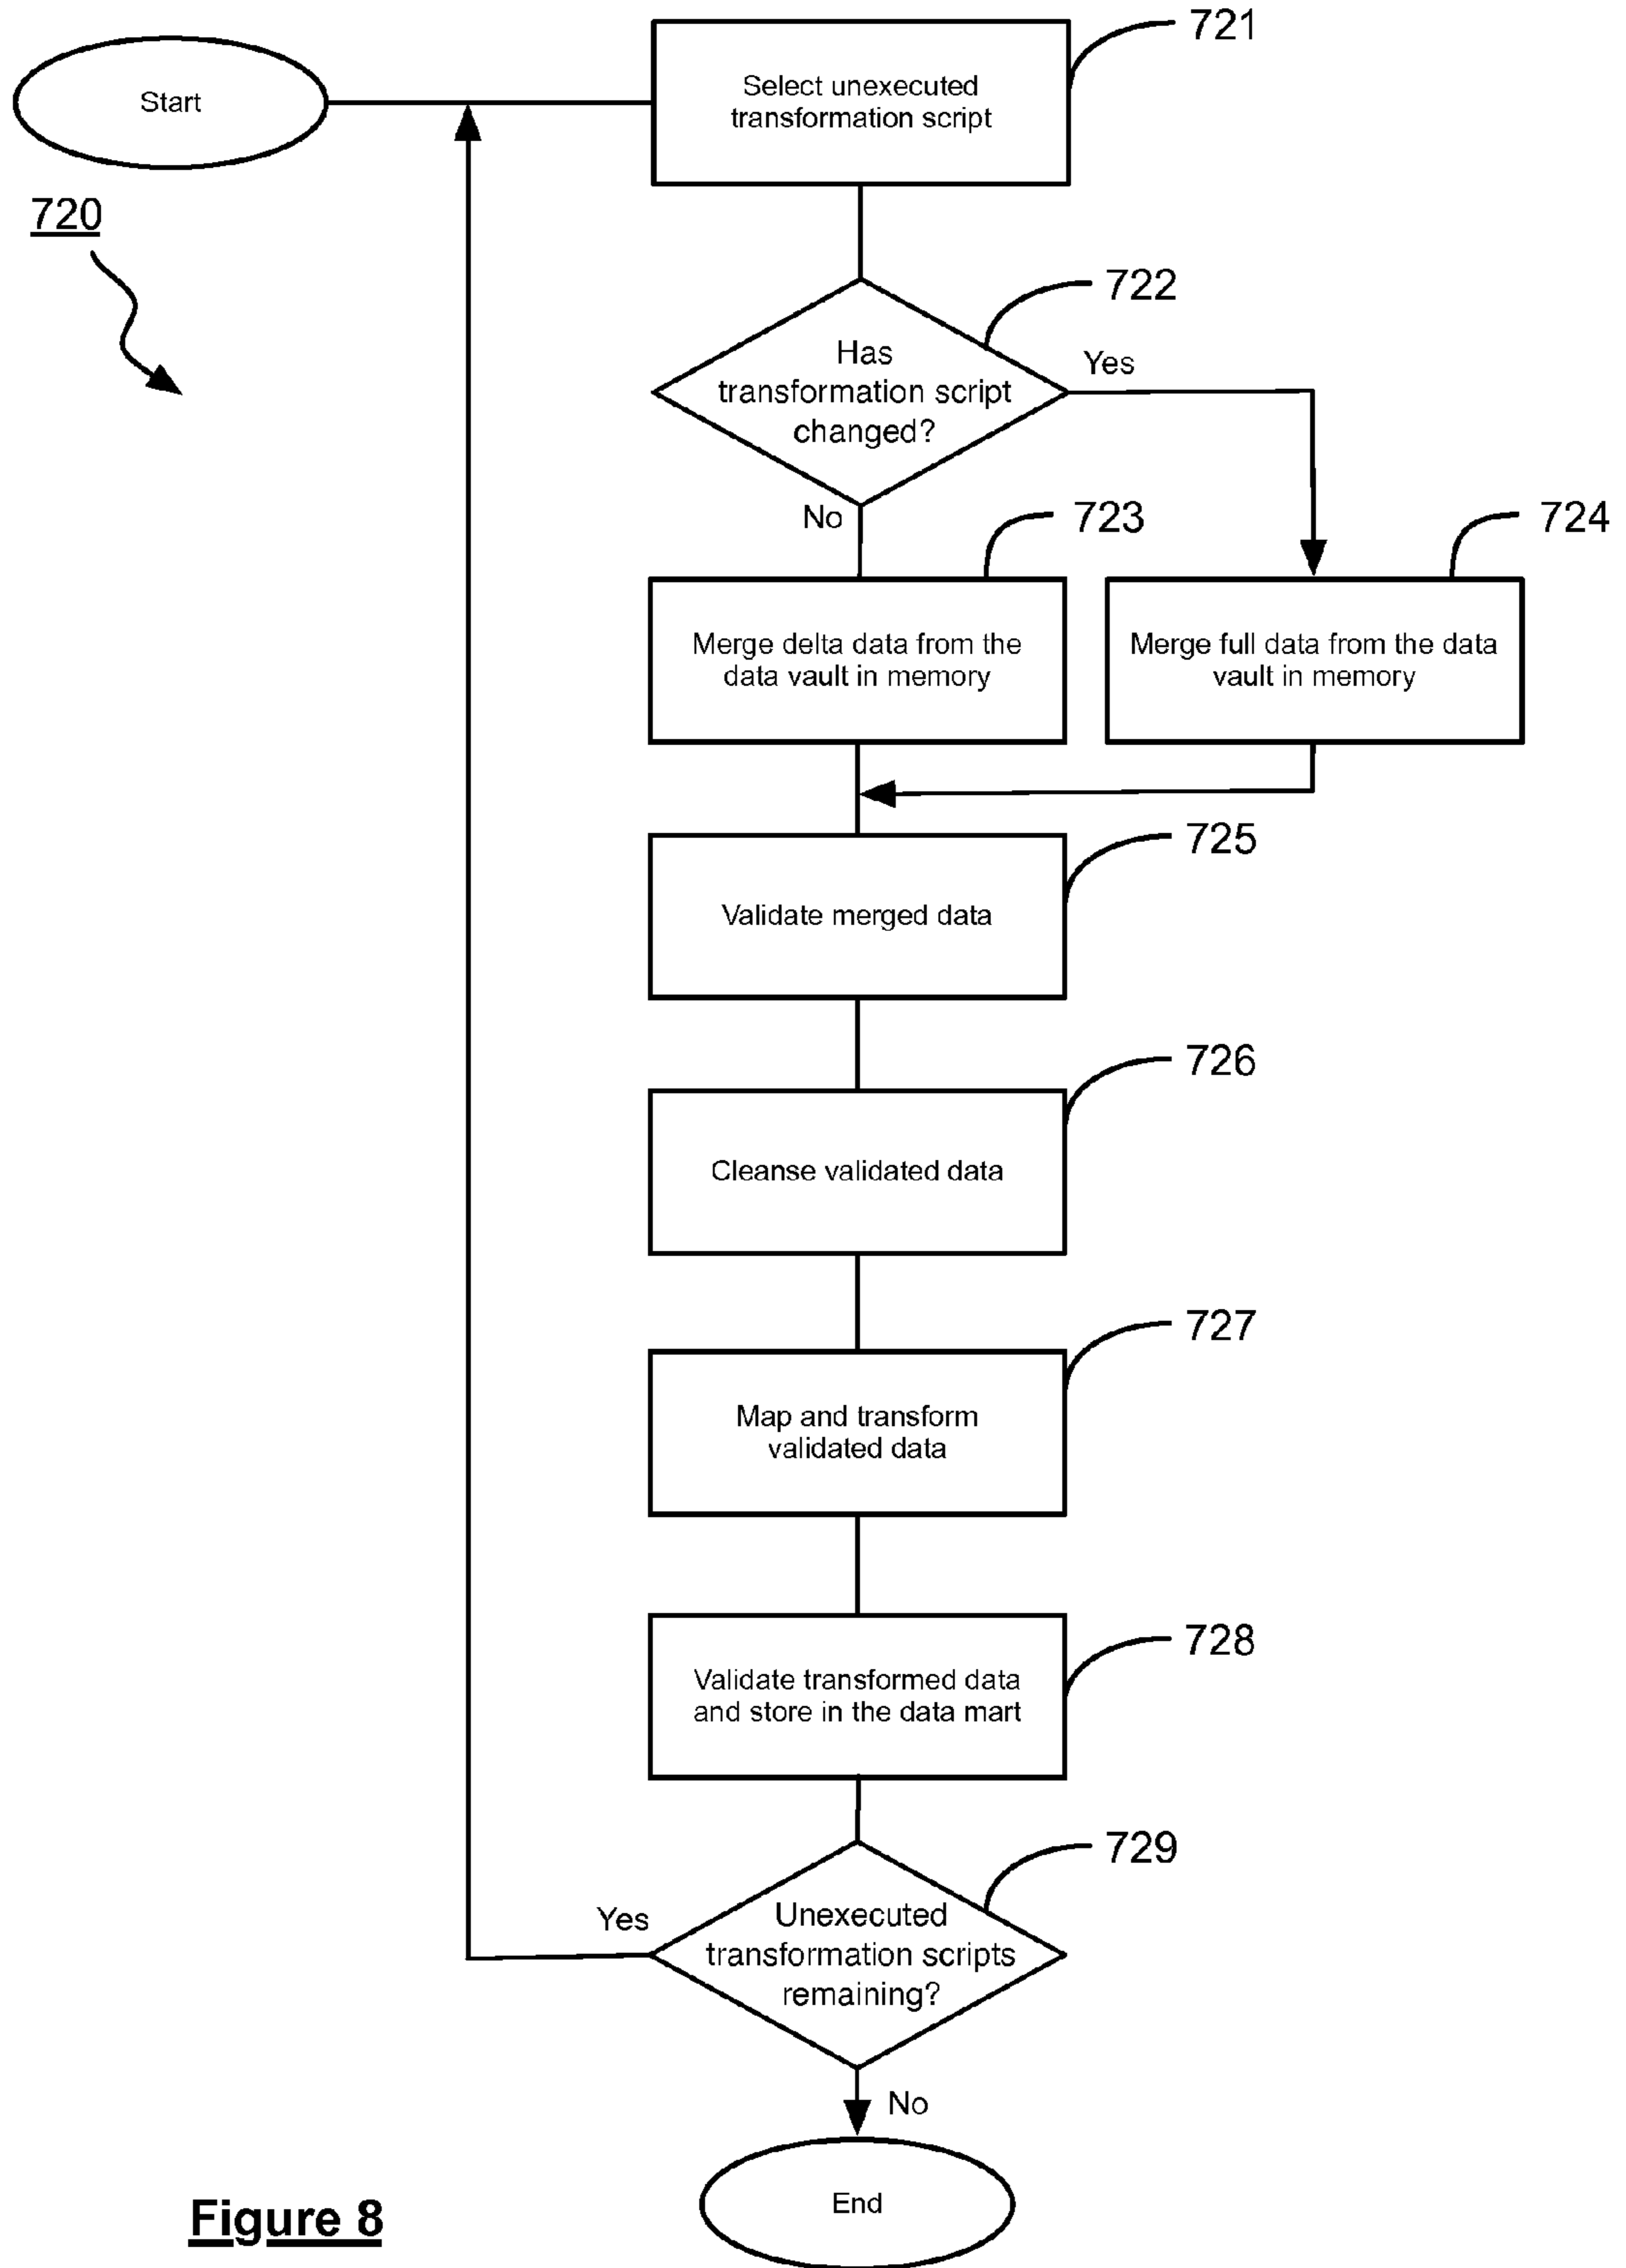 721
Start
Select unexecuted
transformation script
720
722
Has
transformation script
changed?
Yes
No
723
724
Merge delta data from the
data vault in memory
Merge full data from the data
vault in memory
725
Validate merged data
726
Cleanse validated data
727
Map and transform
validated data
728
Validate transformed data
and store in the data mart
729
Yes
Unexecuted
transformation scripts
remaining?
No
End
Figure 8